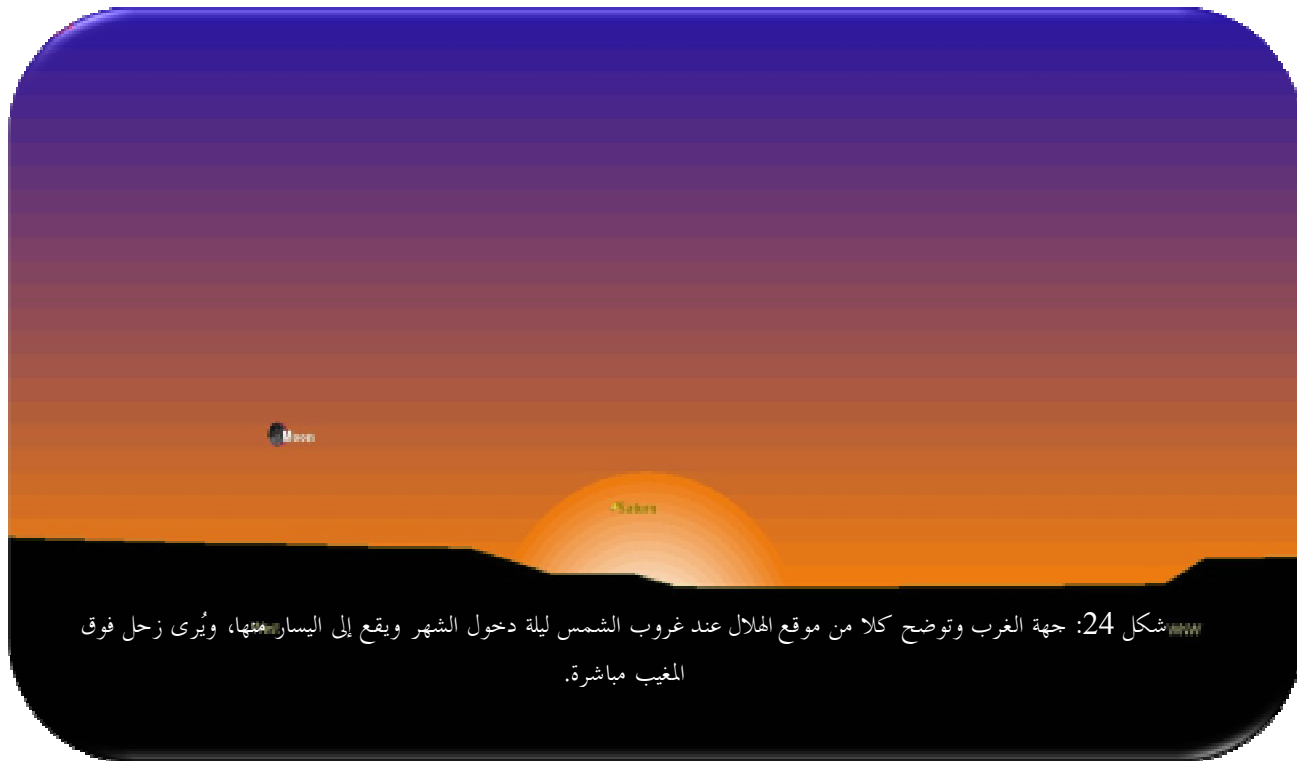 Moon
Saturn
شكل 24: جهة الغرب وتوضح كلا من موقع الهلال عند غروب الشمس ليلة دخول الشهر ويقع إلى اليسار منها، ويُرى زحل فوق
المغيب مباشرة.